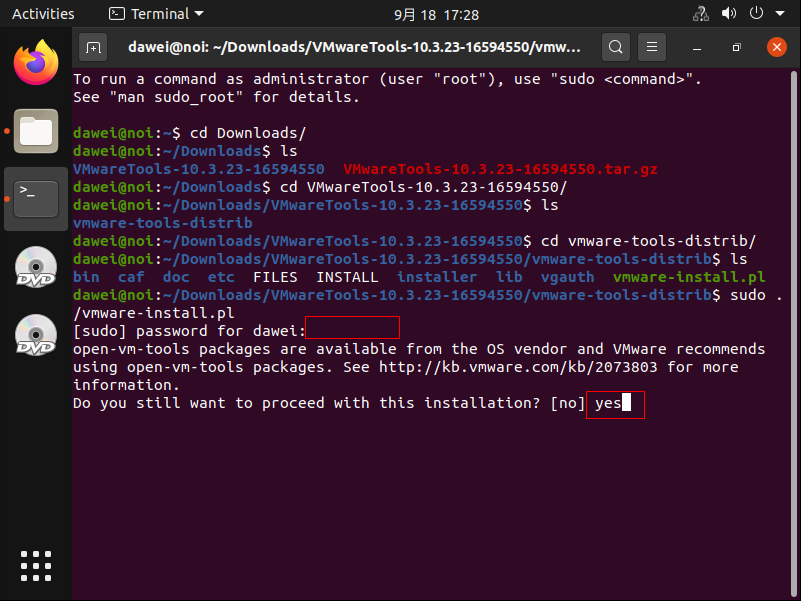 Activities Terminal 9月 18 17:28
dawei@noi: ~/Downloads/VMwareTools-10.3.23-16594550/vmw...
To run a command as administrator (user "root"), use "sudo <command>".
See "man sudo_root" for details.
dawei@noi:~$ cd Downloads/
dawei@noi:~/Downloads$ ls
VMwareTools-10.3.23-16594550  VMwareTools-10.3.23-16594550.tar.gz
dawei@noi:~/Downloads$ cd VMwareTools-10.3.23-16594550/
dawei@noi:~/Downloads/VMwareTools-10.3.23-16594550$ ls
vmware-tools-distrib
dawei@noi:~/Downloads/VMwareTools-10.3.23-16594550$ cd vmware-tools-distrib/
dawei@noi:~/Downloads/VMwareTools-10.3.23-16594550/vmware-tools-distrib$ ls
bin  caf  doc  etc  FILES  INSTALL  installer  lib  vgauth  vmware-install.pl
dawei@noi:~/Downloads/VMwareTools-10.3.23-16594550/vmware-tools-distrib$ sudo .
/vmware-install.pl
[sudo] password for dawei:
open-vm-tools packages are available from the OS vendor and VMware recommends
using open-vm-tools packages. See http://kb.vmware.com/kb/2073803 for more
information.
Do you still want to proceed with this installation? [no] yes
>_
DVD
DVD